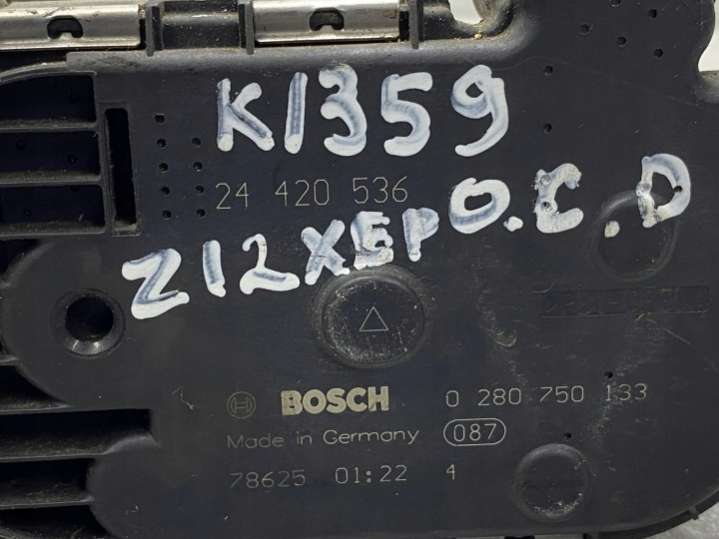 K1359
24 420 536
Z12XEP O.C.D
BOSCH 0 280 750 133
Made in Germany 087
78625 01:22 4